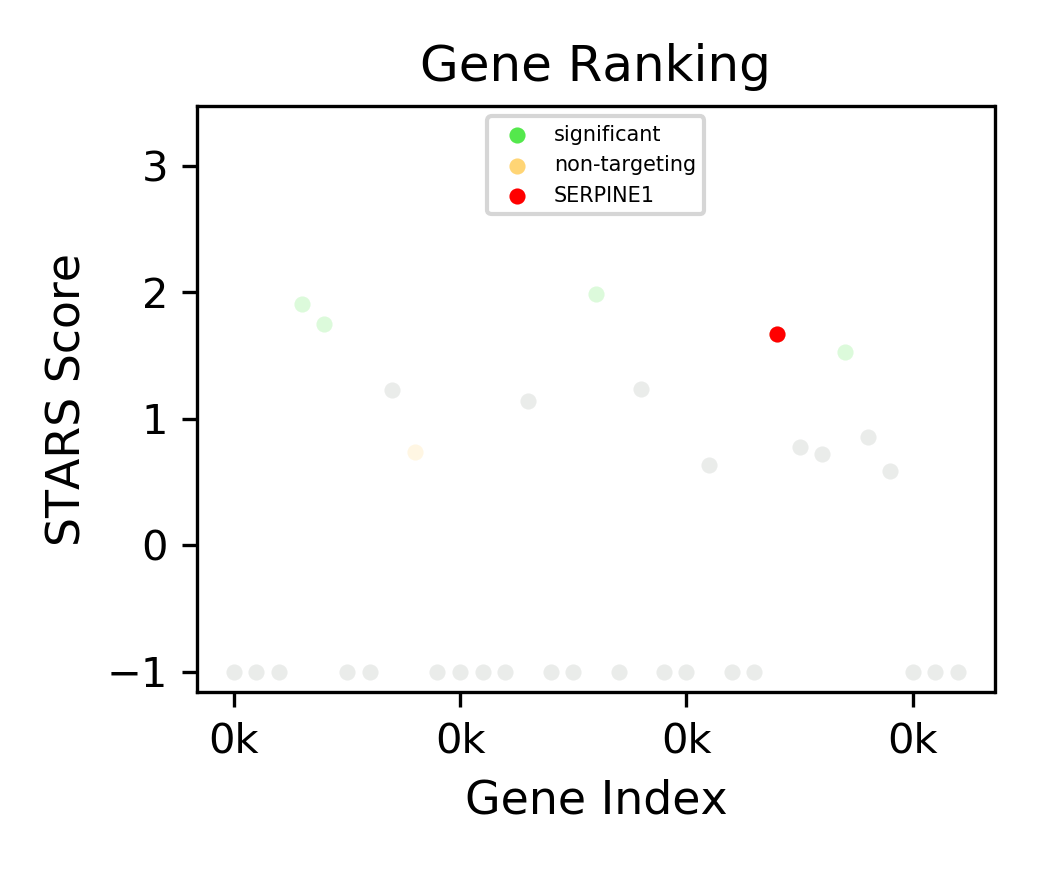 Gene Ranking
significant
non-targeting
SERPINE1
3
2
1
0
−1
STARS Score
0k 0k 0k 0k
Gene Index